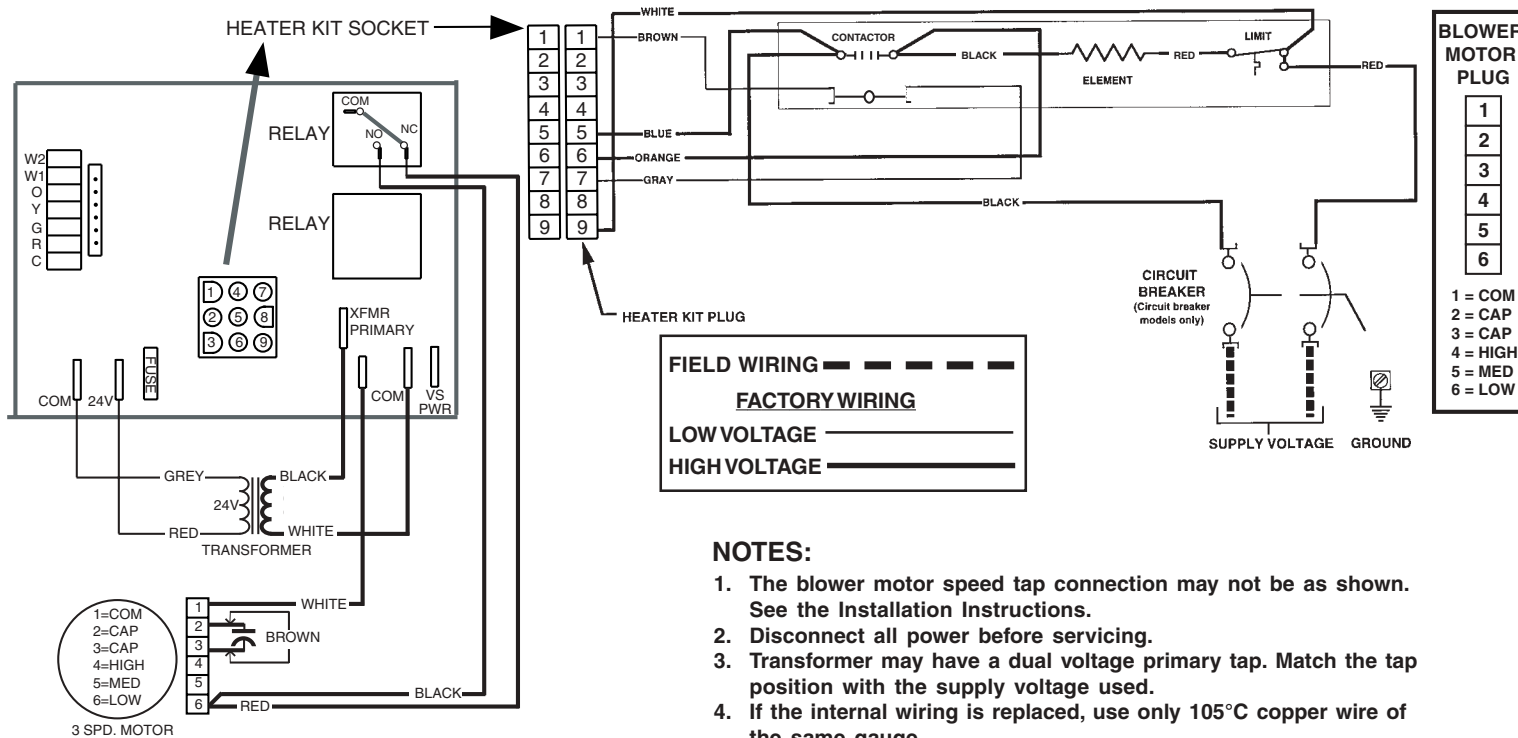 HEATER KIT SOCKET
WHITE
1 1
2 2
3 3
4 4
5 5
6 6
7 7
8 8
9 9
BROWN
BLUE
ORANGE
GRAY
CONTACTOR
BLACK
ELEMENT
RED
LIMIT
RED
BLACK
HEATER KIT PLUG
CIRCUIT
BREAKER
(Circuit breaker
models only)
SUPPLY VOLTAGE
GROUND
BLOWER
MOTOR
PLUG
1
2
3
4
5
6
1 = COM
2 = CAP
3 = CAP
4 = HIGH
5 = MED
6 = LOW
W2
W1
O
Y
G
R
C
RELAY
COM
NO
NC
RELAY
1 4 7
2 5 8
3 6 9
XFMR
PRIMARY
FUSE
COM
24V
COM
VS
PWR
GREY
24V
RED
BLACK
WHITE
TRANSFORMER
1=COM
2=CAP
3=CAP
4=HIGH
5=MED
6=LOW
3 SPD. MOTOR
1
2
3
4
5
6
WHITE
BROWN
BLACK
RED
FIELD WIRING
FACTORY WIRING
LOW VOLTAGE
HIGH VOLTAGE
NOTES:
1. The blower motor speed tap connection may not be as shown.
See the Installation Instructions.
2. Disconnect all power before servicing.
3. Transformer may have a dual voltage primary tap. Match the tap
position with the supply voltage used.
4. If the internal wiring is replaced, use only 105°C copper wire of
the same gauge